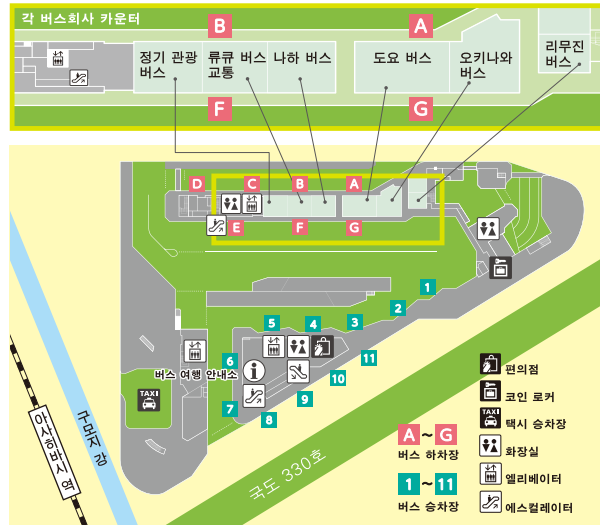 각 버스회사 카운터
B
A
정기 관광
버스
류큐 버스
교통
나하 버스
도요 버스
오키나와
버스
리무진
버스
F
G
D
C
B
A
E
F
G
1
2
3
4
5
6
7
8
9
10
11
버스 여행 안내소
TAXI
아사히바시 역
구모지 강
국도 330호
편의점
코인 로커
TAXI
택시 승차장
화장실
엘리베이터
에스컬레이터
A ~ G
버스 하차장
1 ~ 11
버스 승차장